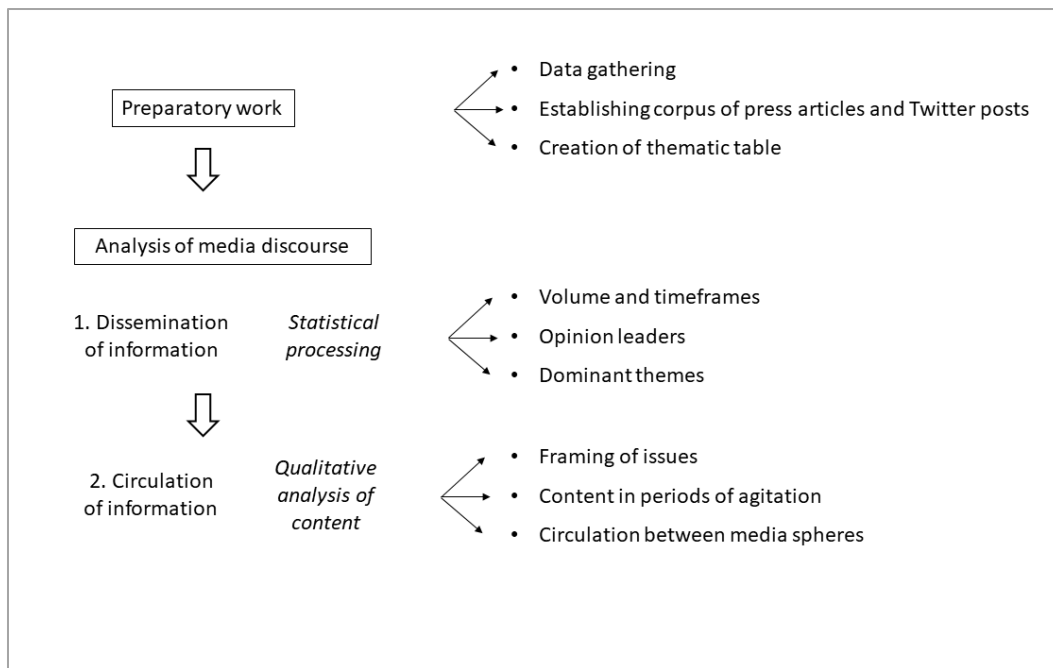 Preparatory work
• Data gathering
• Establishing corpus of press articles and Twitter posts
• Creation of thematic table
Analysis of media discourse
1. Dissemination
of information
Statistical
processing
• Volume and timeframes
• Opinion leaders
• Dominant themes
2. Circulation
of information
Qualitative
analysis of
content
• Framing of issues
• Content in periods of agitation
• Circulation between media spheres